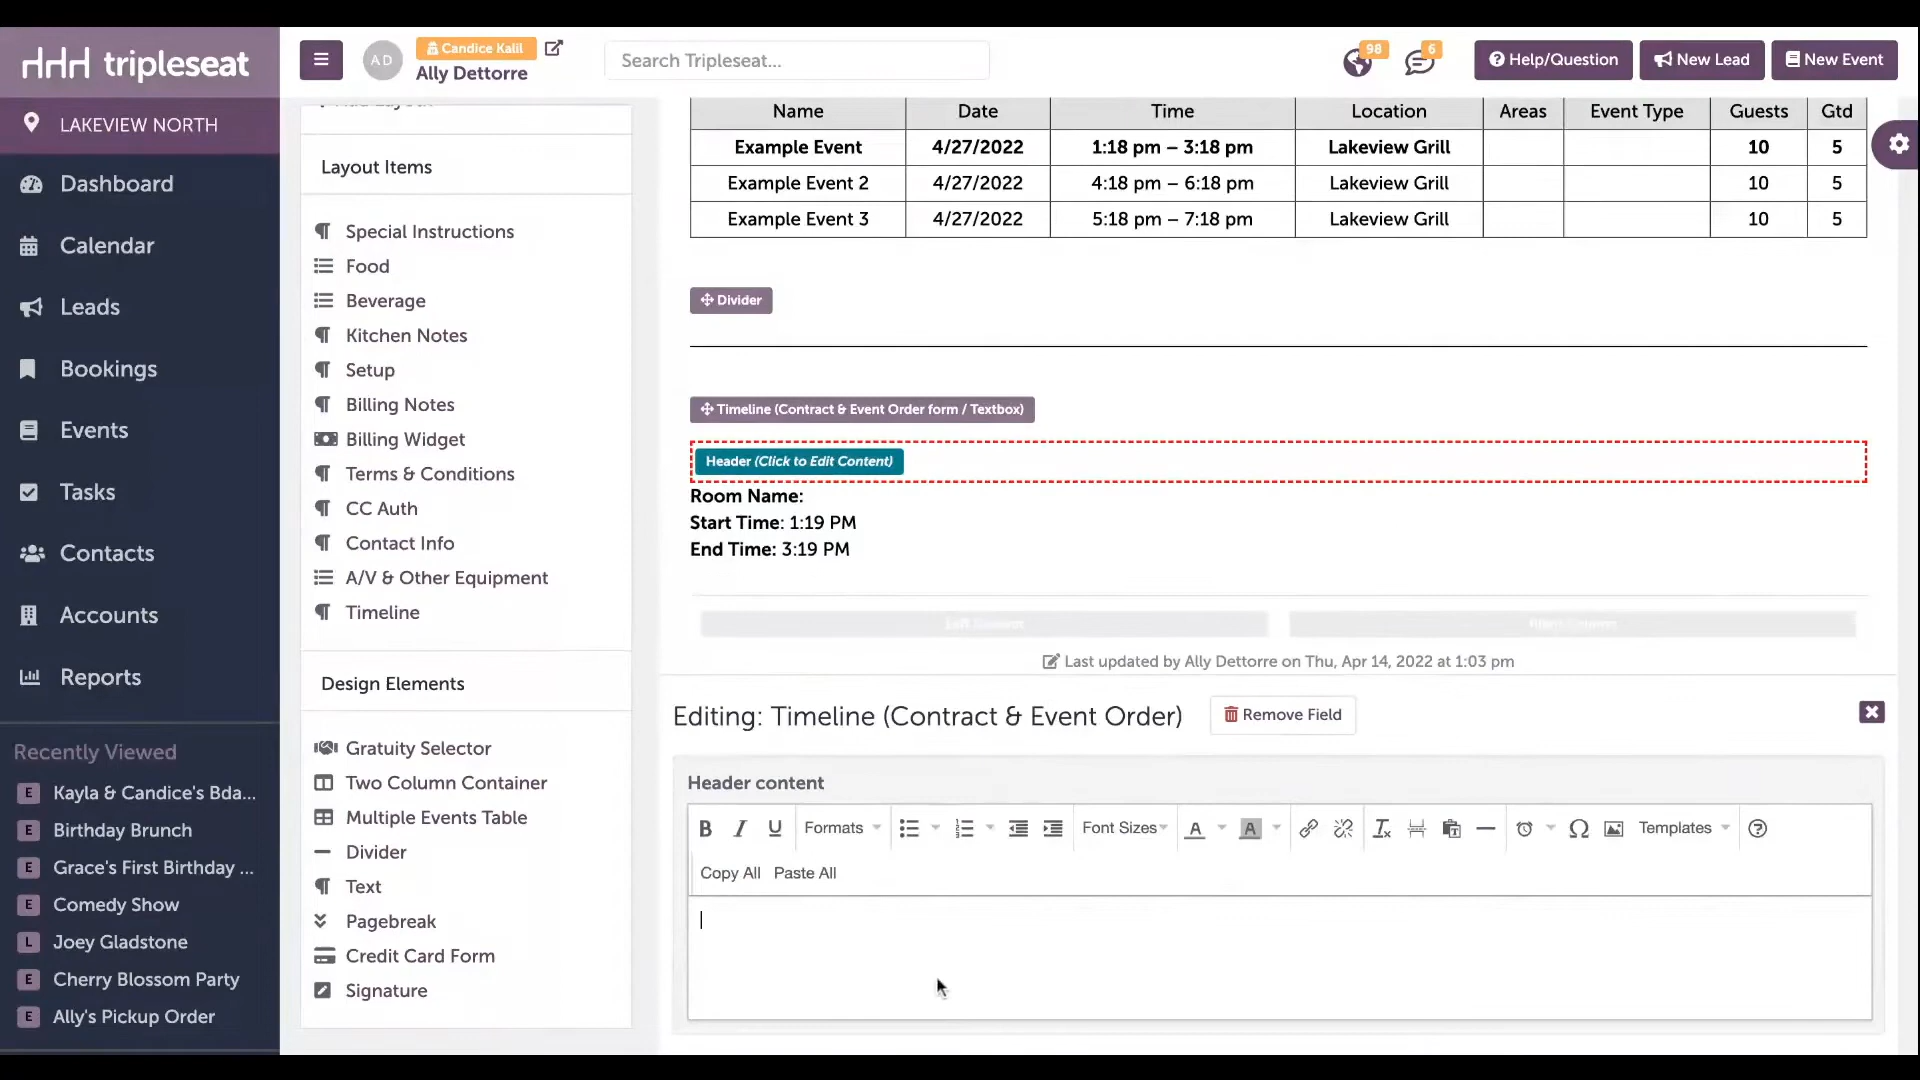 tripleseat
AD
Candice Kalil
Ally Dettorre
Search Tripleseat...
98
6
Help/Question
New Lead
New Event
LAKEVIEW NORTH
Dashboard
Calendar
Leads
Bookings
Events
Tasks
Contacts
Accounts
Reports
Recently Viewed
E Kayla & Candice's Bda...
E Birthday Brunch
E Grace's First Birthday ...
E Comedy Show
L Joey Gladstone
E Cherry Blossom Party
E Ally's Pickup Order
Layout Items
Special Instructions
Food
Beverage
Kitchen Notes
Setup
Billing Notes
Billing Widget
Terms & Conditions
CC Auth
Contact Info
A/V & Other Equipment
Timeline
Design Elements
Gratuity Selector
Two Column Container
Multiple Events Table
Divider
Text
Pagebreak
Credit Card Form
Signature
Name Date Time Location Areas Event Type Guests Gtd
Example Event 4/27/2022 1:18 pm – 3:18 pm Lakeview Grill 10 5
Example Event 2 4/27/2022 4:18 pm – 6:18 pm Lakeview Grill 10 5
Example Event 3 4/27/2022 5:18 pm – 7:18 pm Lakeview Grill 10 5
Divider
Timeline (Contract & Event Order form / Textbox)
Header (Click to Edit Content)
Room Name:
Start Time: 1:19 PM
End Time: 3:19 PM
Last updated by Ally Dettorre on Thu, Apr 14, 2022 at 1:03 pm
Editing: Timeline (Contract & Event Order)
Remove Field
Header content
B I U Formats Font Sizes A A Templates
Copy All Paste All